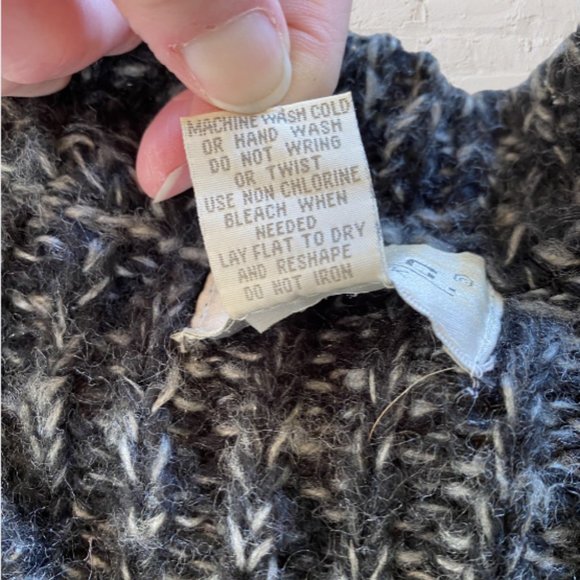 MACHINE WASH COLD
OR HAND WASH
DO NOT WRING
OR TWIST
USE NON CHLORINE
BLEACH WHEN
NEEDED
LAY FLAT TO DRY
AND RESHAPE
DO NOT IRON